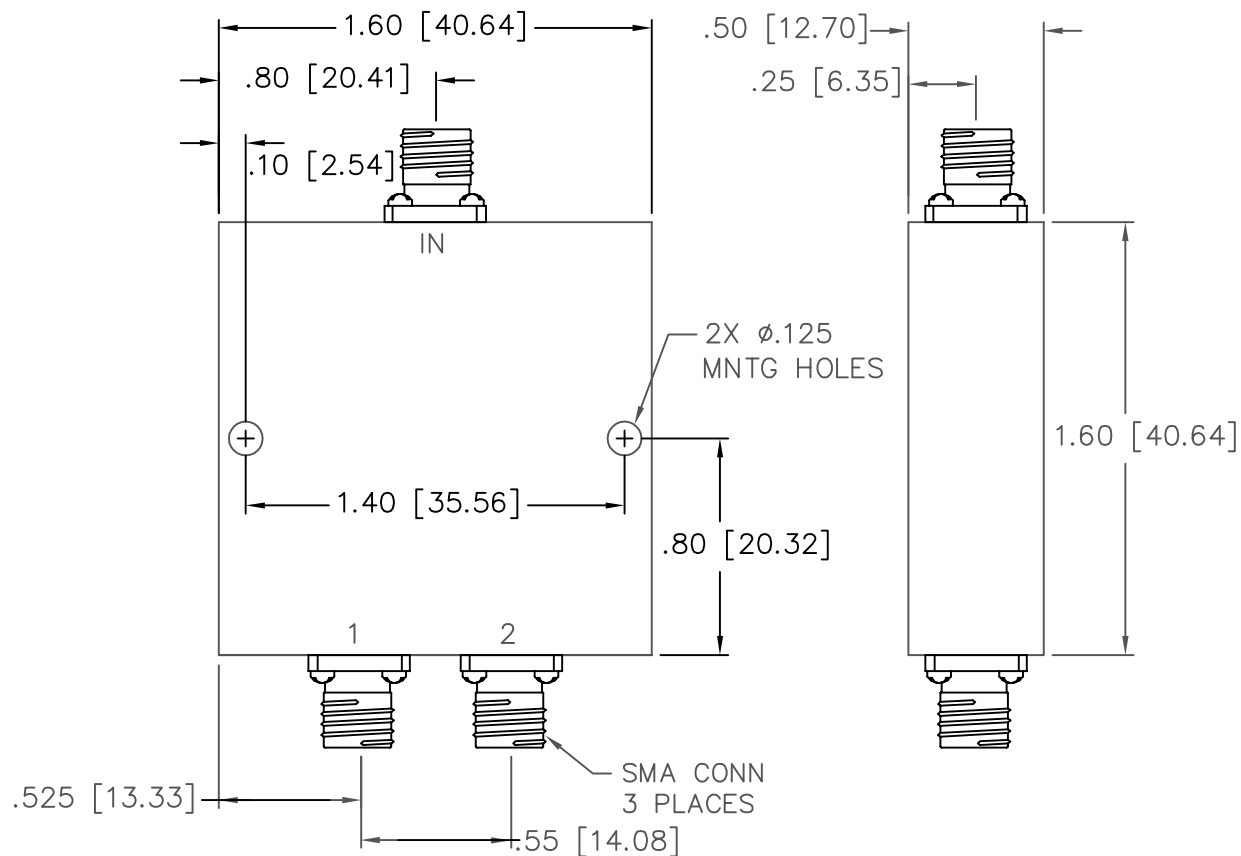 1.60 [40.64]
.50 [12.70]
.80 [20.41]
.25 [6.35]
.10 [2.54]
IN
2X ø.125
MNTG HOLES
1.60 [40.64]
1.40 [35.56]
.80 [20.32]
1
2
SMA CONN
3 PLACES
.525 [13.33]
.55 [14.08]